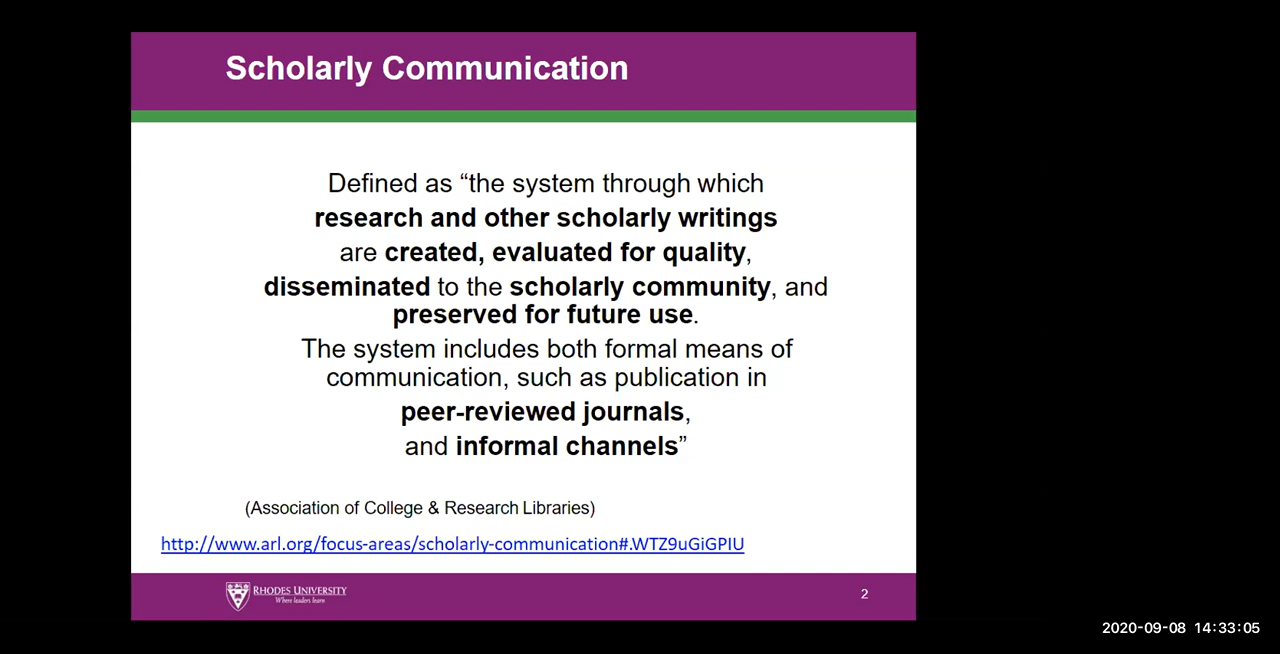 Scholarly Communication
Defined as “the system through which
research and other scholarly writings
are created, evaluated for quality,
disseminated to the scholarly community, and
preserved for future use.
The system includes both formal means of
communication, such as publication in
peer-reviewed journals,
and informal channels”
(Association of College & Research Libraries)
http://www.arl.org/focus-areas/scholarly-communication#.WTZ9uGiGPIU
RHODES UNIVERSITY
Where leaders learn
2
2020-09-08 14:33:05